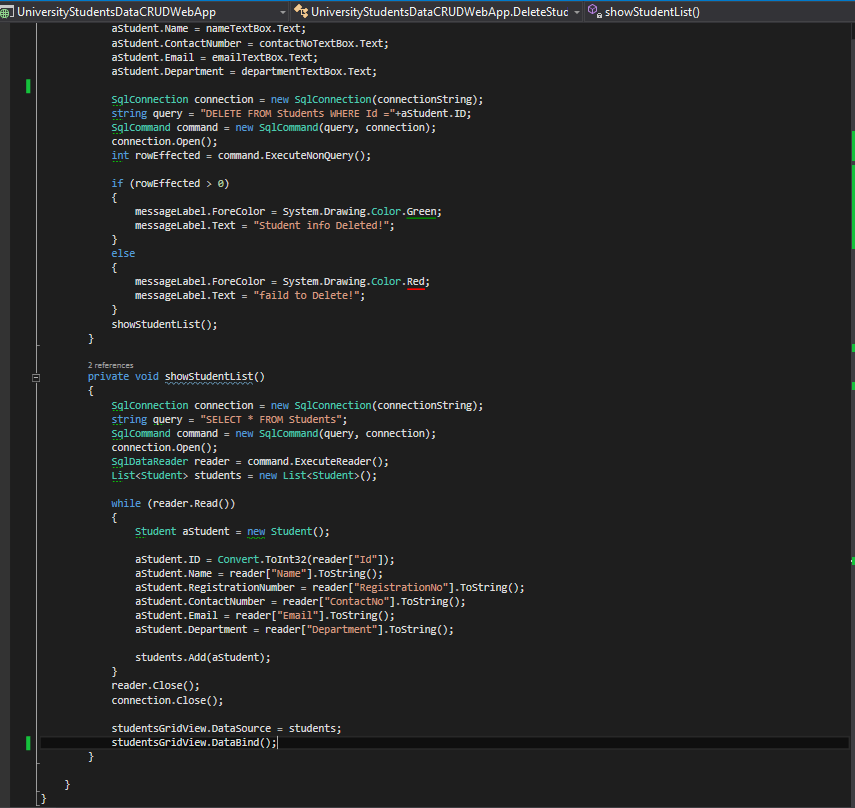 UniversityStudentsDataCRUDWebApp UniversityStudentsDataCRUDWebApp.DeleteStuc showStudentList()
aStudent.Name = nameTextBox.Text;
aStudent.ContactNumber = contactNoTextBox.Text;
aStudent.Email = emailTextBox.Text;
aStudent.Department = departmentTextBox.Text;
SqlConnection connection = new SqlConnection(connectionString);
string query = "DELETE FROM Students WHERE Id ="+aStudent.ID;
SqlCommand command = new SqlCommand(query, connection);
connection.Open();
int rowEffected = command.ExecuteNonQuery();
if (rowEffected > 0)
{
messageLabel.ForeColor = System.Drawing.Color.Green;
messageLabel.Text = "Student info Deleted!";
}
else
{
messageLabel.ForeColor = System.Drawing.Color.Red;
messageLabel.Text = "faild to Delete!";
}
showStudentList();
}
2 references
private void showStudentList()
{
SqlConnection connection = new SqlConnection(connectionString);
string query = "SELECT * FROM Students";
SqlCommand command = new SqlCommand(query, connection);
connection.Open();
SqlDataReader reader = command.ExecuteReader();
List<Student> students = new List<Student>();
while (reader.Read())
{
Student aStudent = new Student();
aStudent.ID = Convert.ToInt32(reader["Id"]);
aStudent.Name = reader["Name"].ToString();
aStudent.RegistrationNumber = reader["RegistrationNo"].ToString();
aStudent.ContactNumber = reader["ContactNo"].ToString();
aStudent.Email = reader["Email"].ToString();
aStudent.Department = reader["Department"].ToString();
students.Add(aStudent);
}
reader.Close();
connection.Close();
studentsGridView.DataSource = students;
studentsGridView.DataBind();
}
}
}